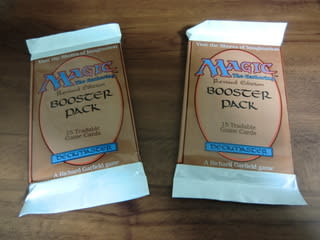 Visit the Shores of Imagination
MAGIC
The Gathering
Revised Edition
BOOSTER
PACK
15 Tradable
Game Cards
DECKMASTER
A Richard Garfield game
Visit the Shores of Imagination
MAGIC
The Gathering
Revised Edition
BOOSTER
PACK
15 Tradable
Game Cards
DECKMASTER
A Richard Garfield game